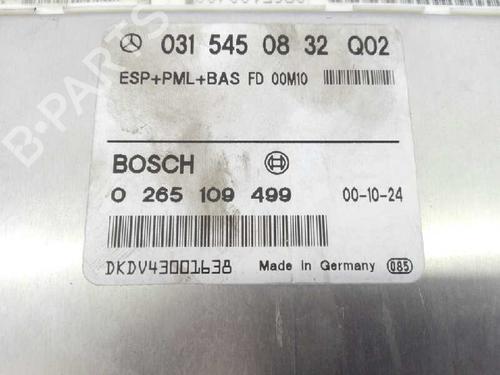 031 545 08 32 Q02
ESP+PML+BAS FD 00M10
BOSCH
0 265 109 499 00-10-24
DKDV43001638 Made in Germany 085